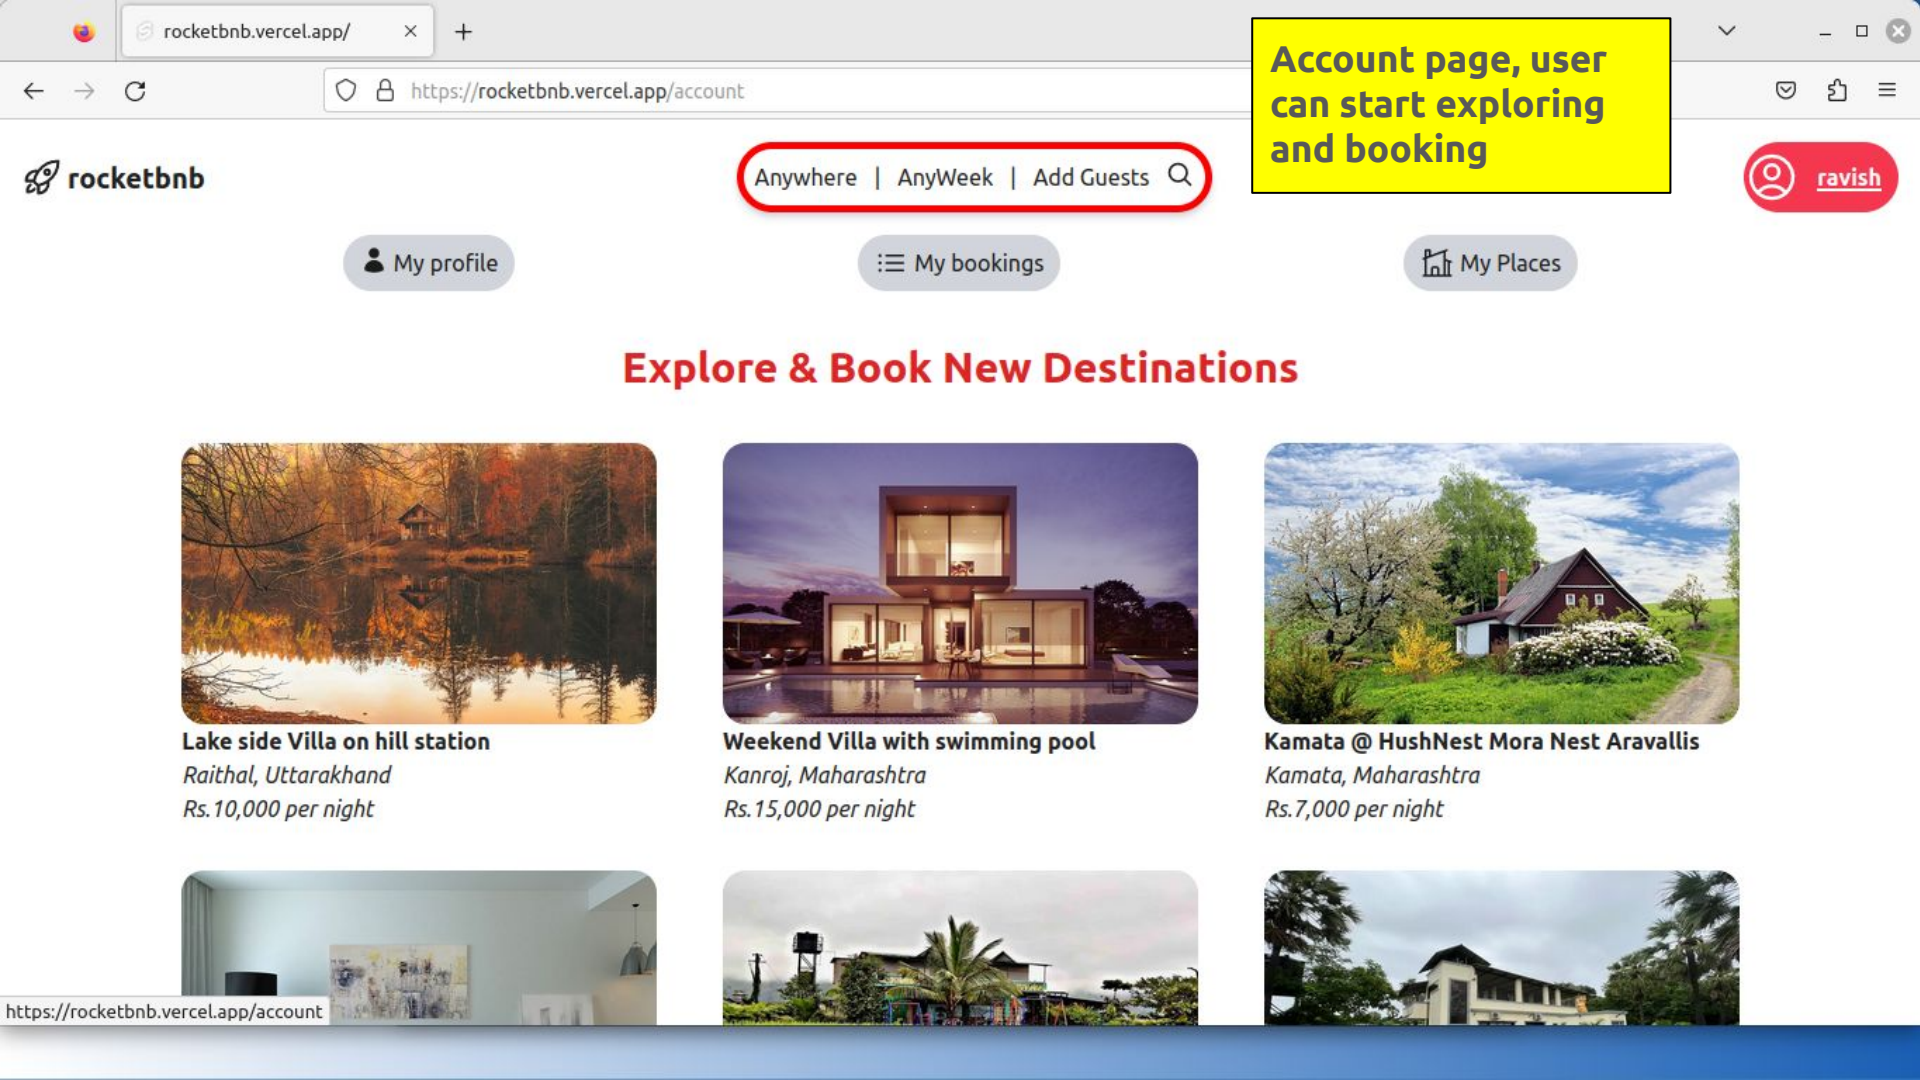 rocketbnb.vercel.app/
https://rocketbnb.vercel.app/account
Account page, user
can start exploring
and booking
rocketbnb
Anywhere | AnyWeek | Add Guests
ravish
My profile
My bookings
My Places
Explore & Book New Destinations
Lake side Villa on hill station
Raithal, Uttarakhand
Rs.10,000 per night
Weekend Villa with swimming pool
Kanroj, Maharashtra
Rs.15,000 per night
Kamata @ HushNest Mora Nest Aravallis
Kamata, Maharashtra
Rs.7,000 per night
https://rocketbnb.vercel.app/account